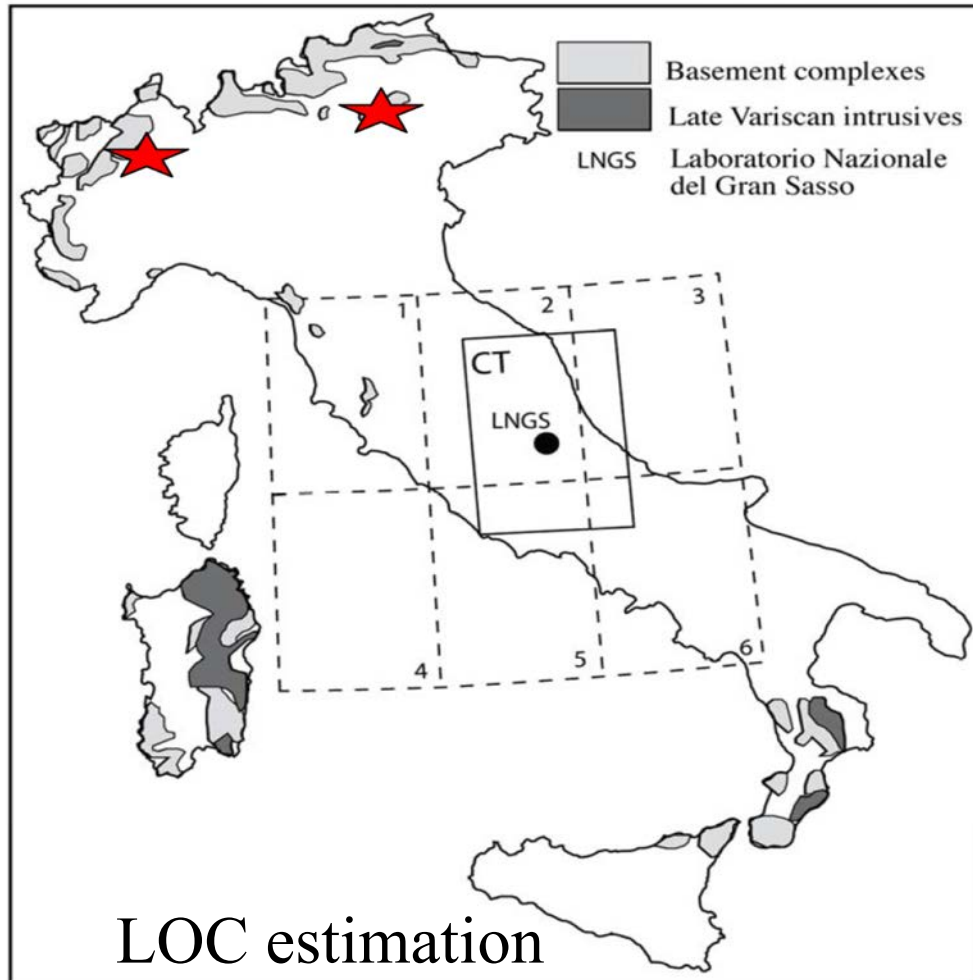 Basement complexes
Late Variscan intrusives
LNGS Laboratorio Nazionale
del Gran Sasso
1
2
3
CT
LNGS
4
5
6
LOC estimation